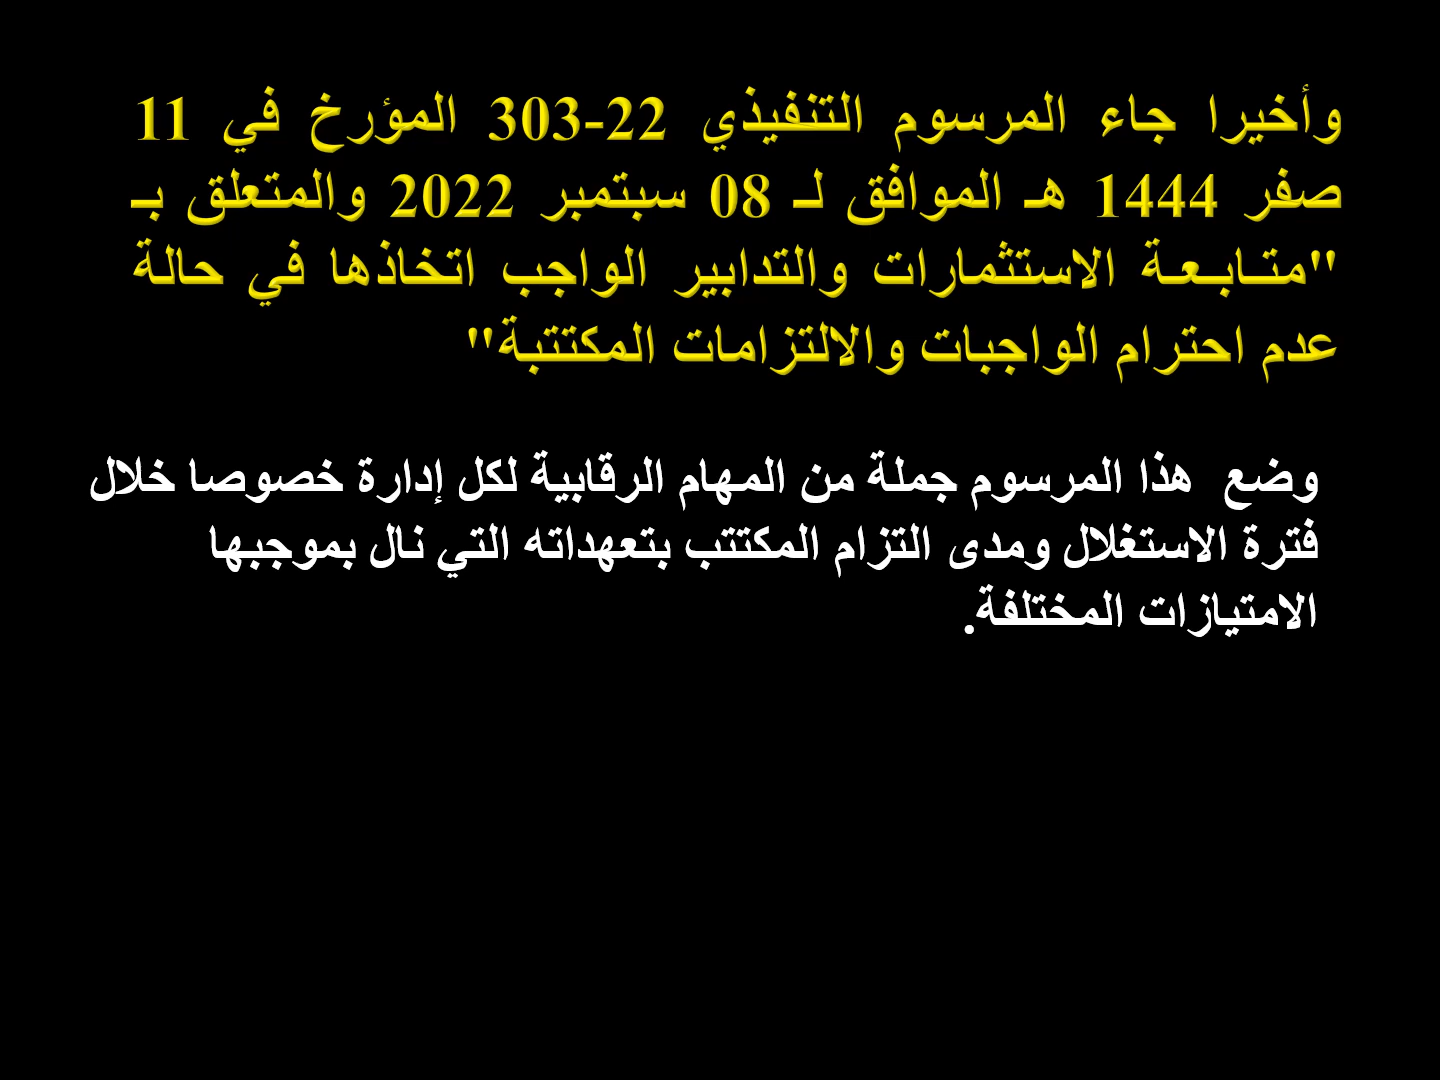 وأخيرا جاء المرسوم التنفيذي 22-303 المؤرخ في 11
صفر 1444 هـ الموافق لـ 08 سبتمبر 2022 والمتعلق بـ
"متـابـعـة الاستثمارات والتدابير الواجب اتخاذها في حالة
عدم احترام الواجبات والالتزامات المكتتبة"
وضع هذا المرسوم جملة من المهام الرقابية لكل إدارة خصوصا خلال
فترة الاستغلال ومدى التزام المكتتب بتعهداته التي نال بموجبها
الامتيازات المختلفة.